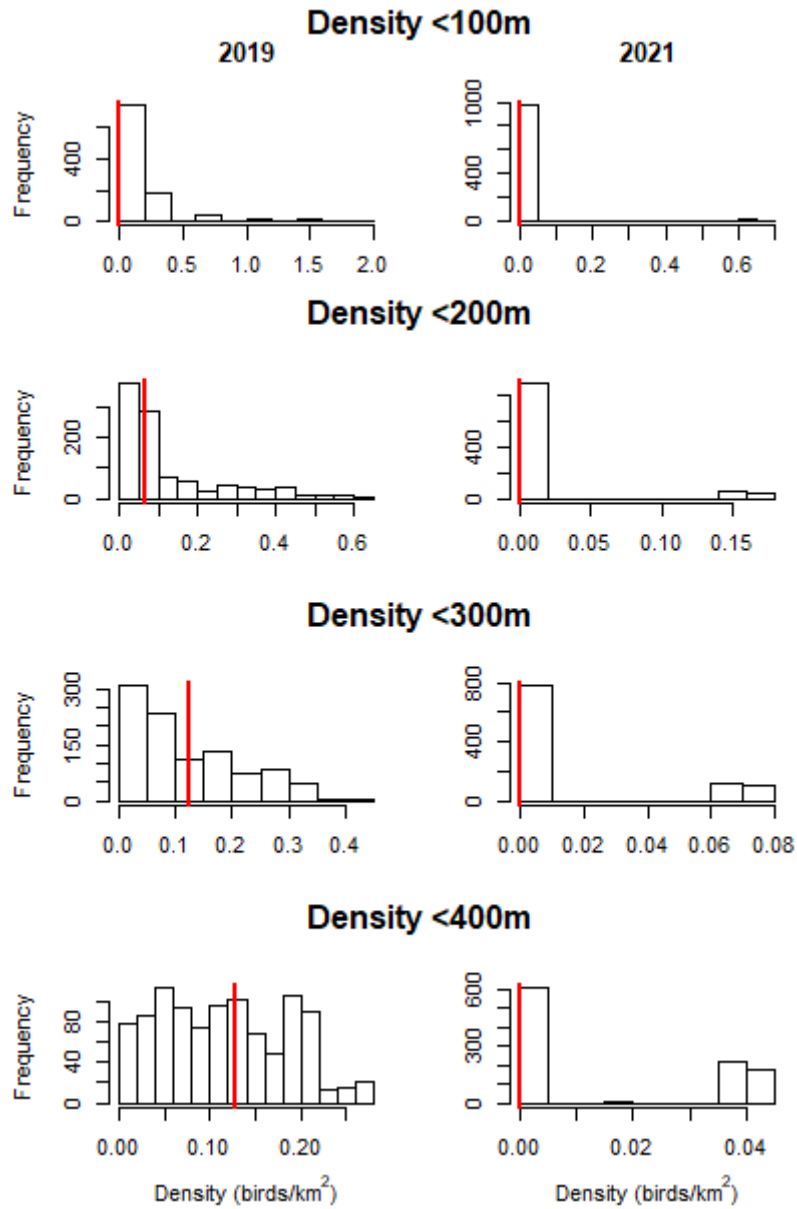 Density <100m
2019 2021
Frequency
0 400
0.0 0.5 1.0 1.5 2.0
0 400 1000
0.0 0.2 0.4 0.6
Density <200m
Frequency
0 200
0.0 0.2 0.4 0.6
0 400
0.00 0.05 0.10 0.15
Density <300m
Frequency
0 150 300
0.0 0.1 0.2 0.3 0.4
0 400 800
0.00 0.02 0.04 0.06 0.08
Density <400m
Frequency
0 40 80
0.00 0.10 0.20
0 300 600
0.00 0.02 0.04
Density (birds/km²) Density (birds/km²)